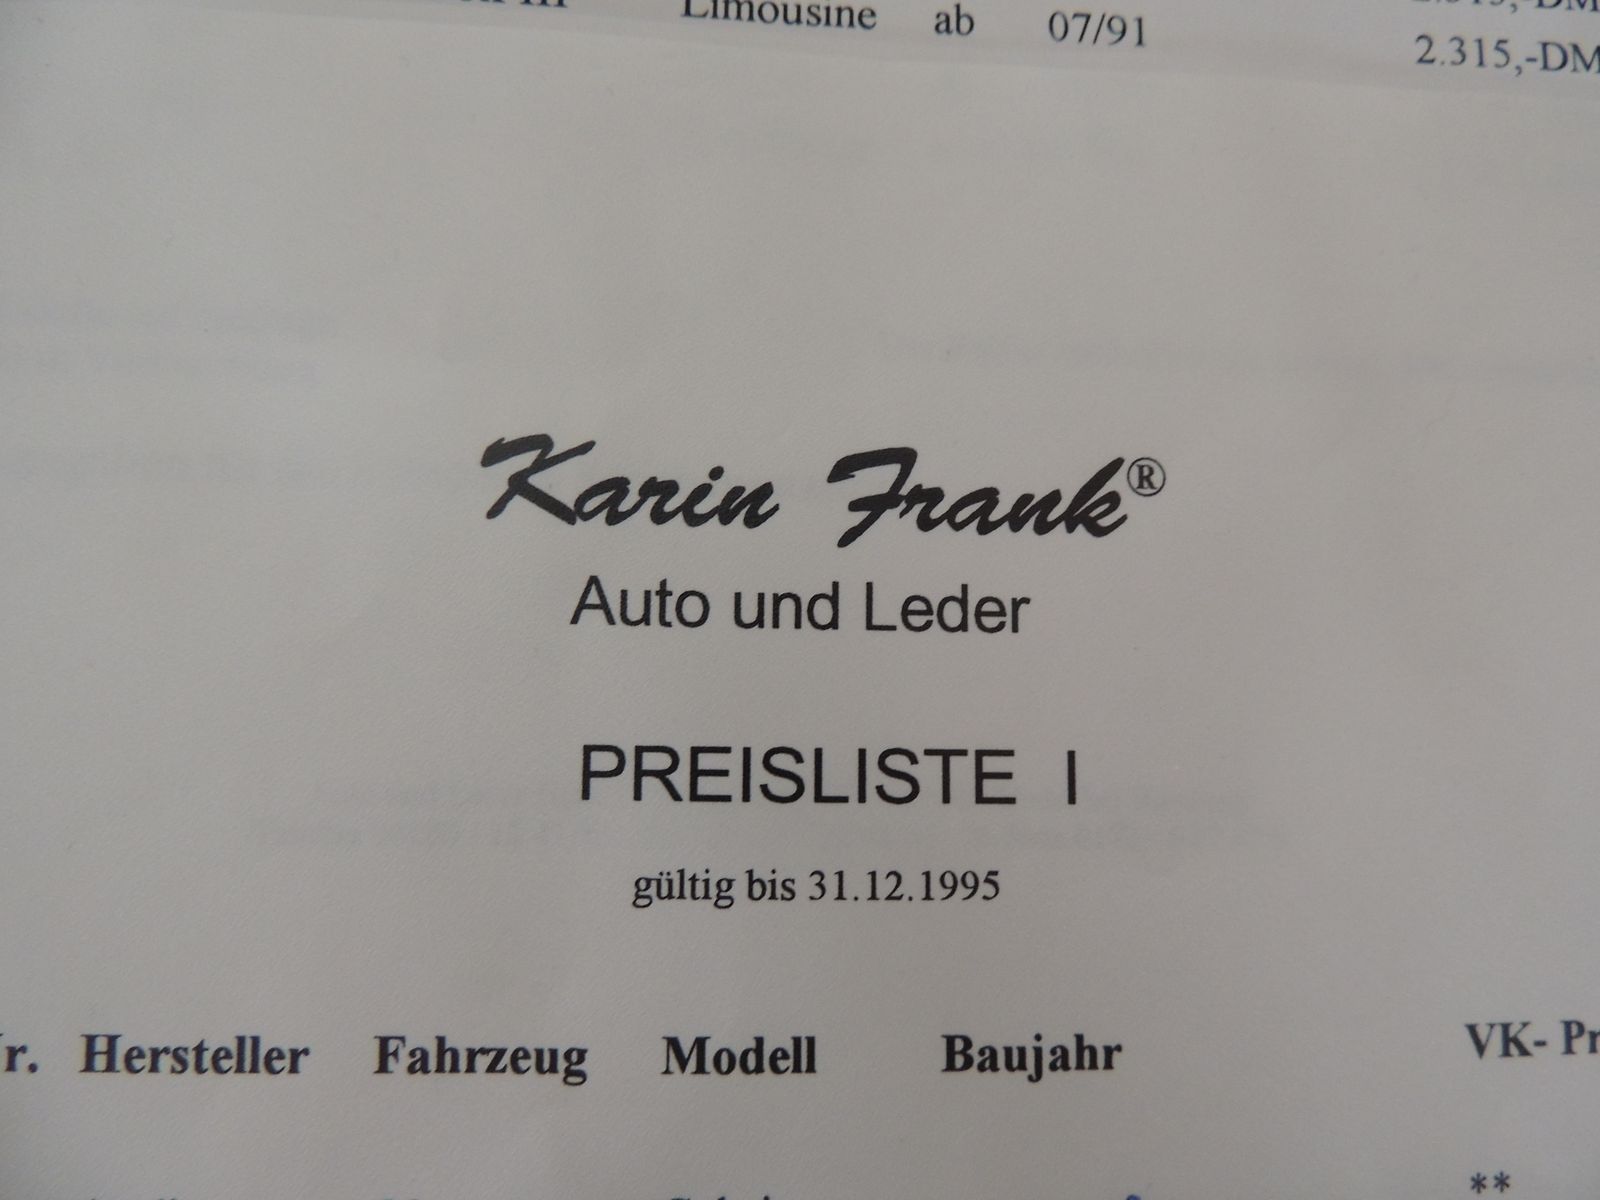 III Limousine ab 07/91
2.315,-DM
Karin Frank®
Auto und Leder
PREISLISTE I
gültig bis 31.12.1995
Hersteller Fahrzeug Modell Baujahr VK-
**